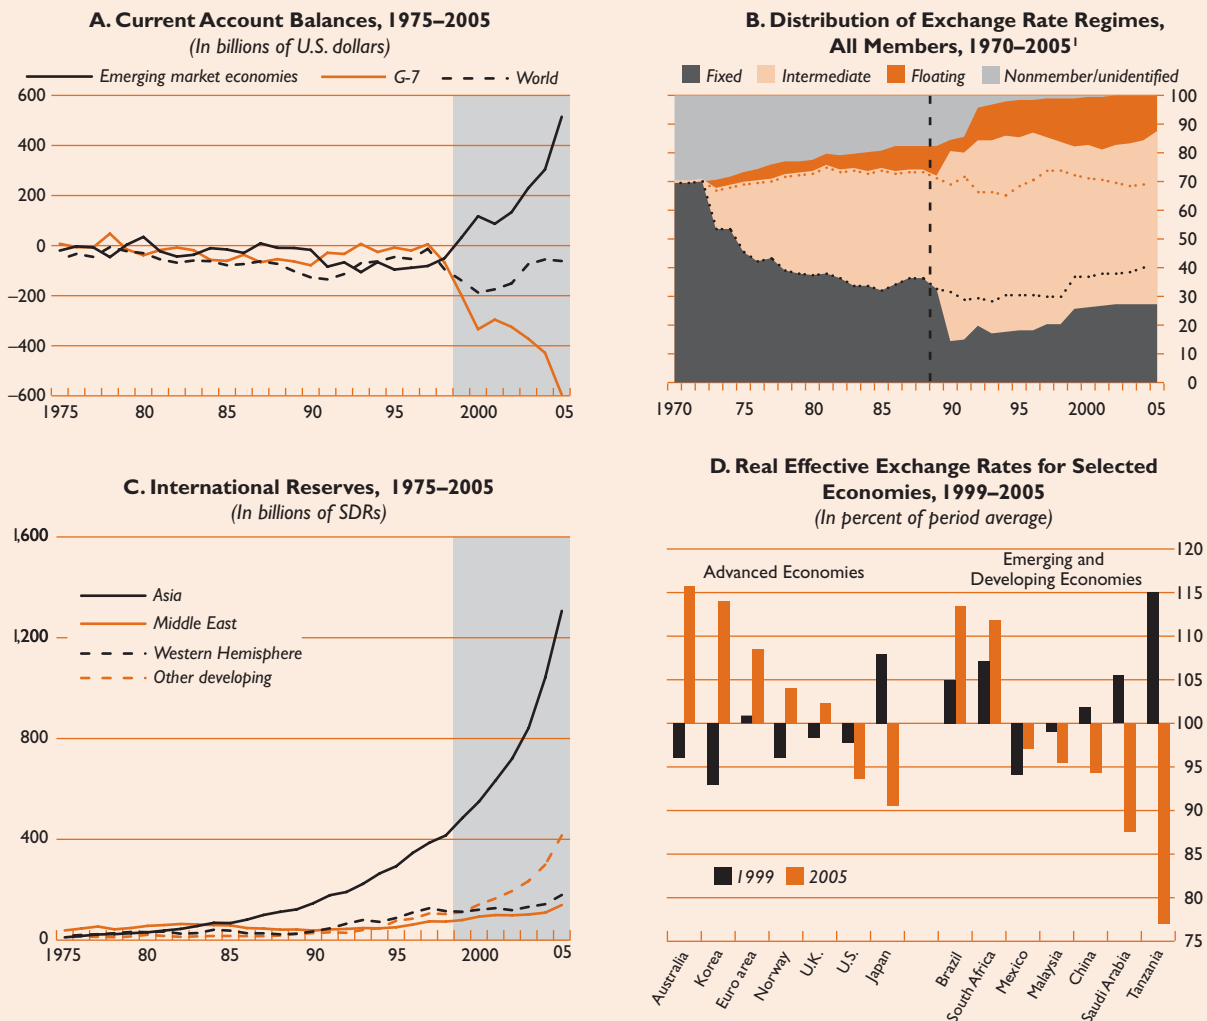 A. Current Account Balances, 1975–2005
(In billions of U.S. dollars)
Emerging market economies G-7 World
600
400
200
0
–200
–400
–600
1975 80 85 90 95 2000 05
B. Distribution of Exchange Rate Regimes,
All Members, 1970–2005¹
Fixed Intermediate Floating Nonmember/unidentified
100
90
80
70
60
50
40
30
20
10
0
1970 75 80 85 90 95 2000 05
C. International Reserves, 1975–2005
(In billions of SDRs)
1,600
Asia
Middle East
1,200
Western Hemisphere
Other developing
800
400
0
1975 80 85 90 95 2000 05
D. Real Effective Exchange Rates for Selected
Economies, 1999–2005
(In percent of period average)
120
Advanced Economies
Emerging and
Developing Economies
115
110
105
100
95
90
85
1999 2005
80
75
Australia Korea Euro area Norway U.K. U.S. Japan Brazil South Africa Mexico Malaysia China Saudi Arabia Tanzania